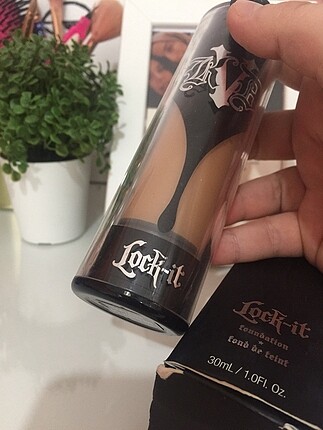 KVD
Lock-it
Lock-it
foundation
fond de teint
30mL / 1.0Fl. Oz.